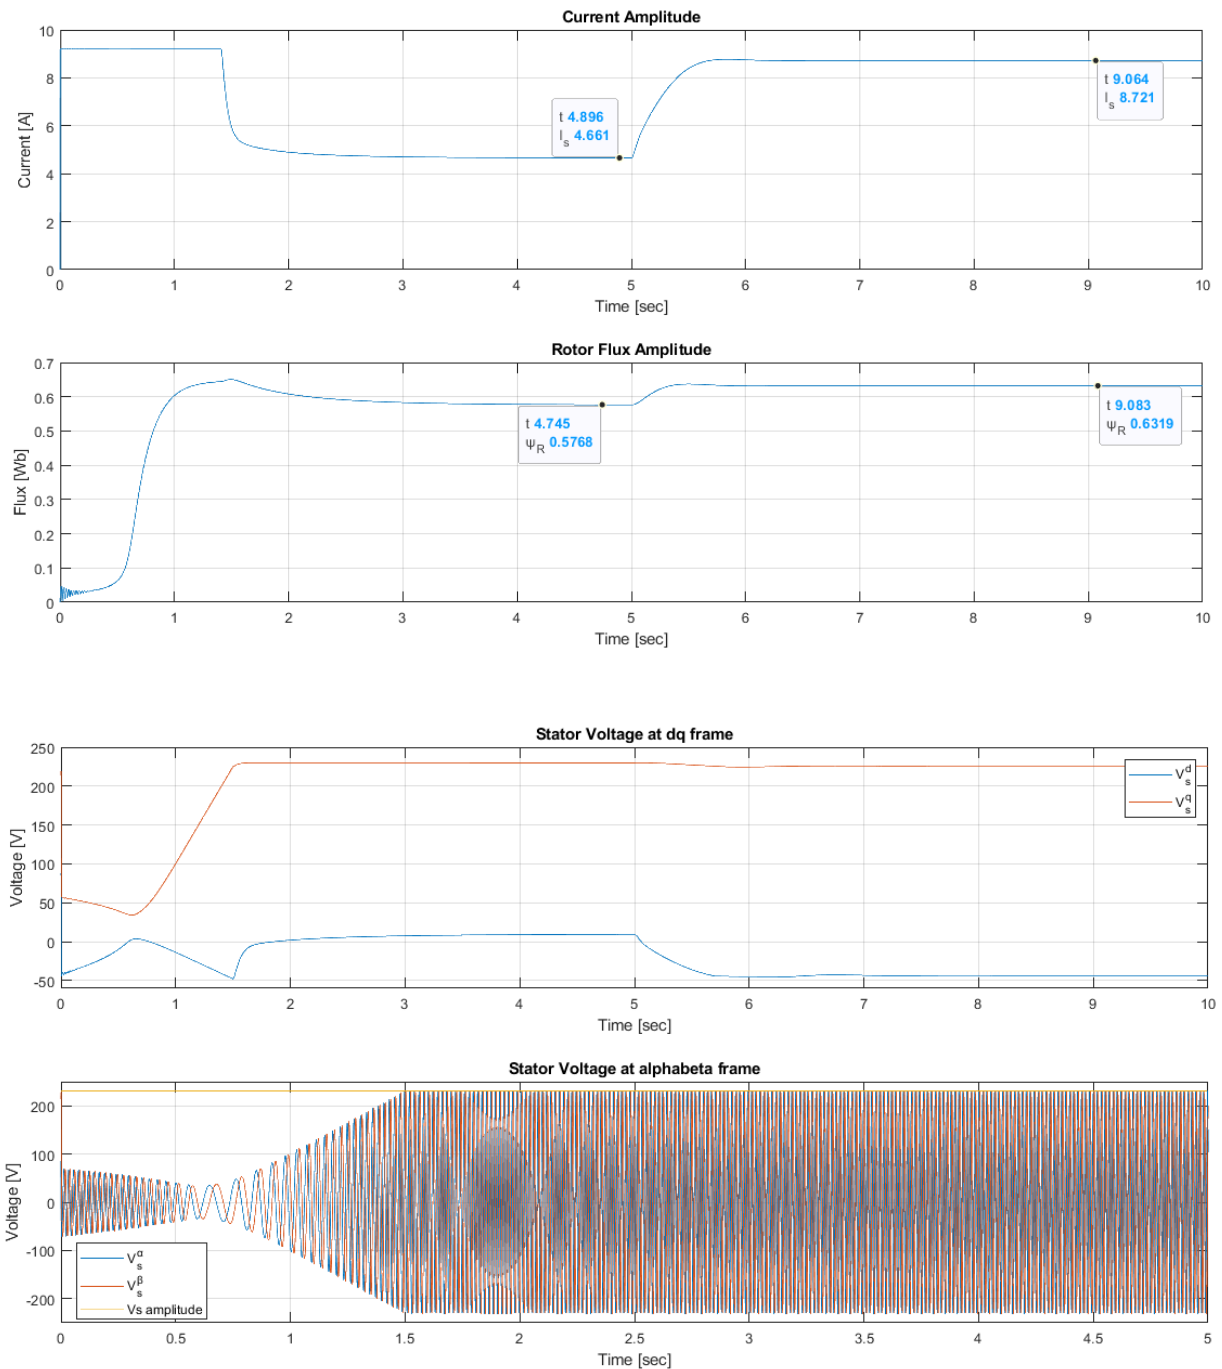 Current Amplitude
10
8
6
4
2
0
Current [A]
t 4.896
I_s 4.661
t 9.064
I_s 8.721
0 1 2 3 4 5 6 7 8 9 10
Time [sec]
Rotor Flux Amplitude
0.7
0.6
0.5
0.4
0.3
0.2
0.1
0
Flux [Wb]
t 4.745
Ψ_R 0.5768
t 9.083
Ψ_R 0.6319
0 1 2 3 4 5 6 7 8 9 10
Time [sec]
Stator Voltage at dq frame
250
200
150
100
50
0
-50
Voltage [V]
V_s^d
V_s^q
0 1 2 3 4 5 6 7 8 9 10
Time [sec]
Stator Voltage at alphabeta frame
200
100
0
-100
-200
Voltage [V]
V_s^α
V_s^β
Vs amplitude
0 0.5 1 1.5 2 2.5 3 3.5 4 4.5 5
Time [sec]